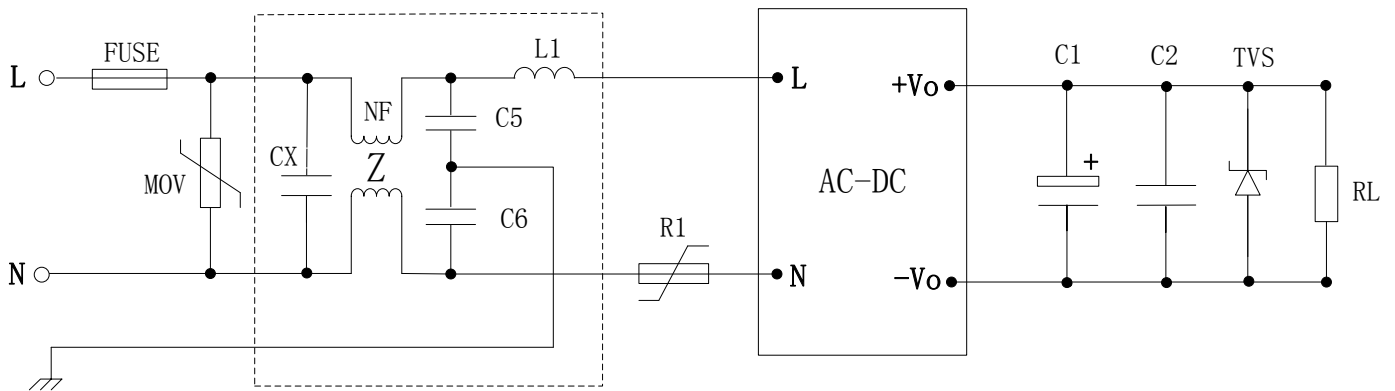 FUSE
L
MOV
N
CX
NF
Z
C5
C6
L1
R1
L
N
AC-DC
+Vo
-Vo
C1
+
C2
TVS
RL